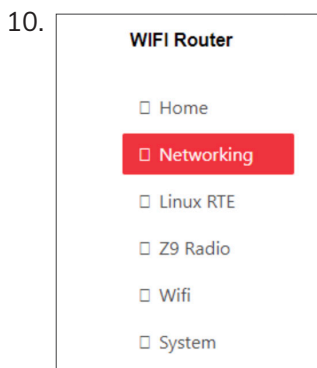 10.
WIFI Router
Home
Networking
Linux RTE
Z9 Radio
Wifi
System